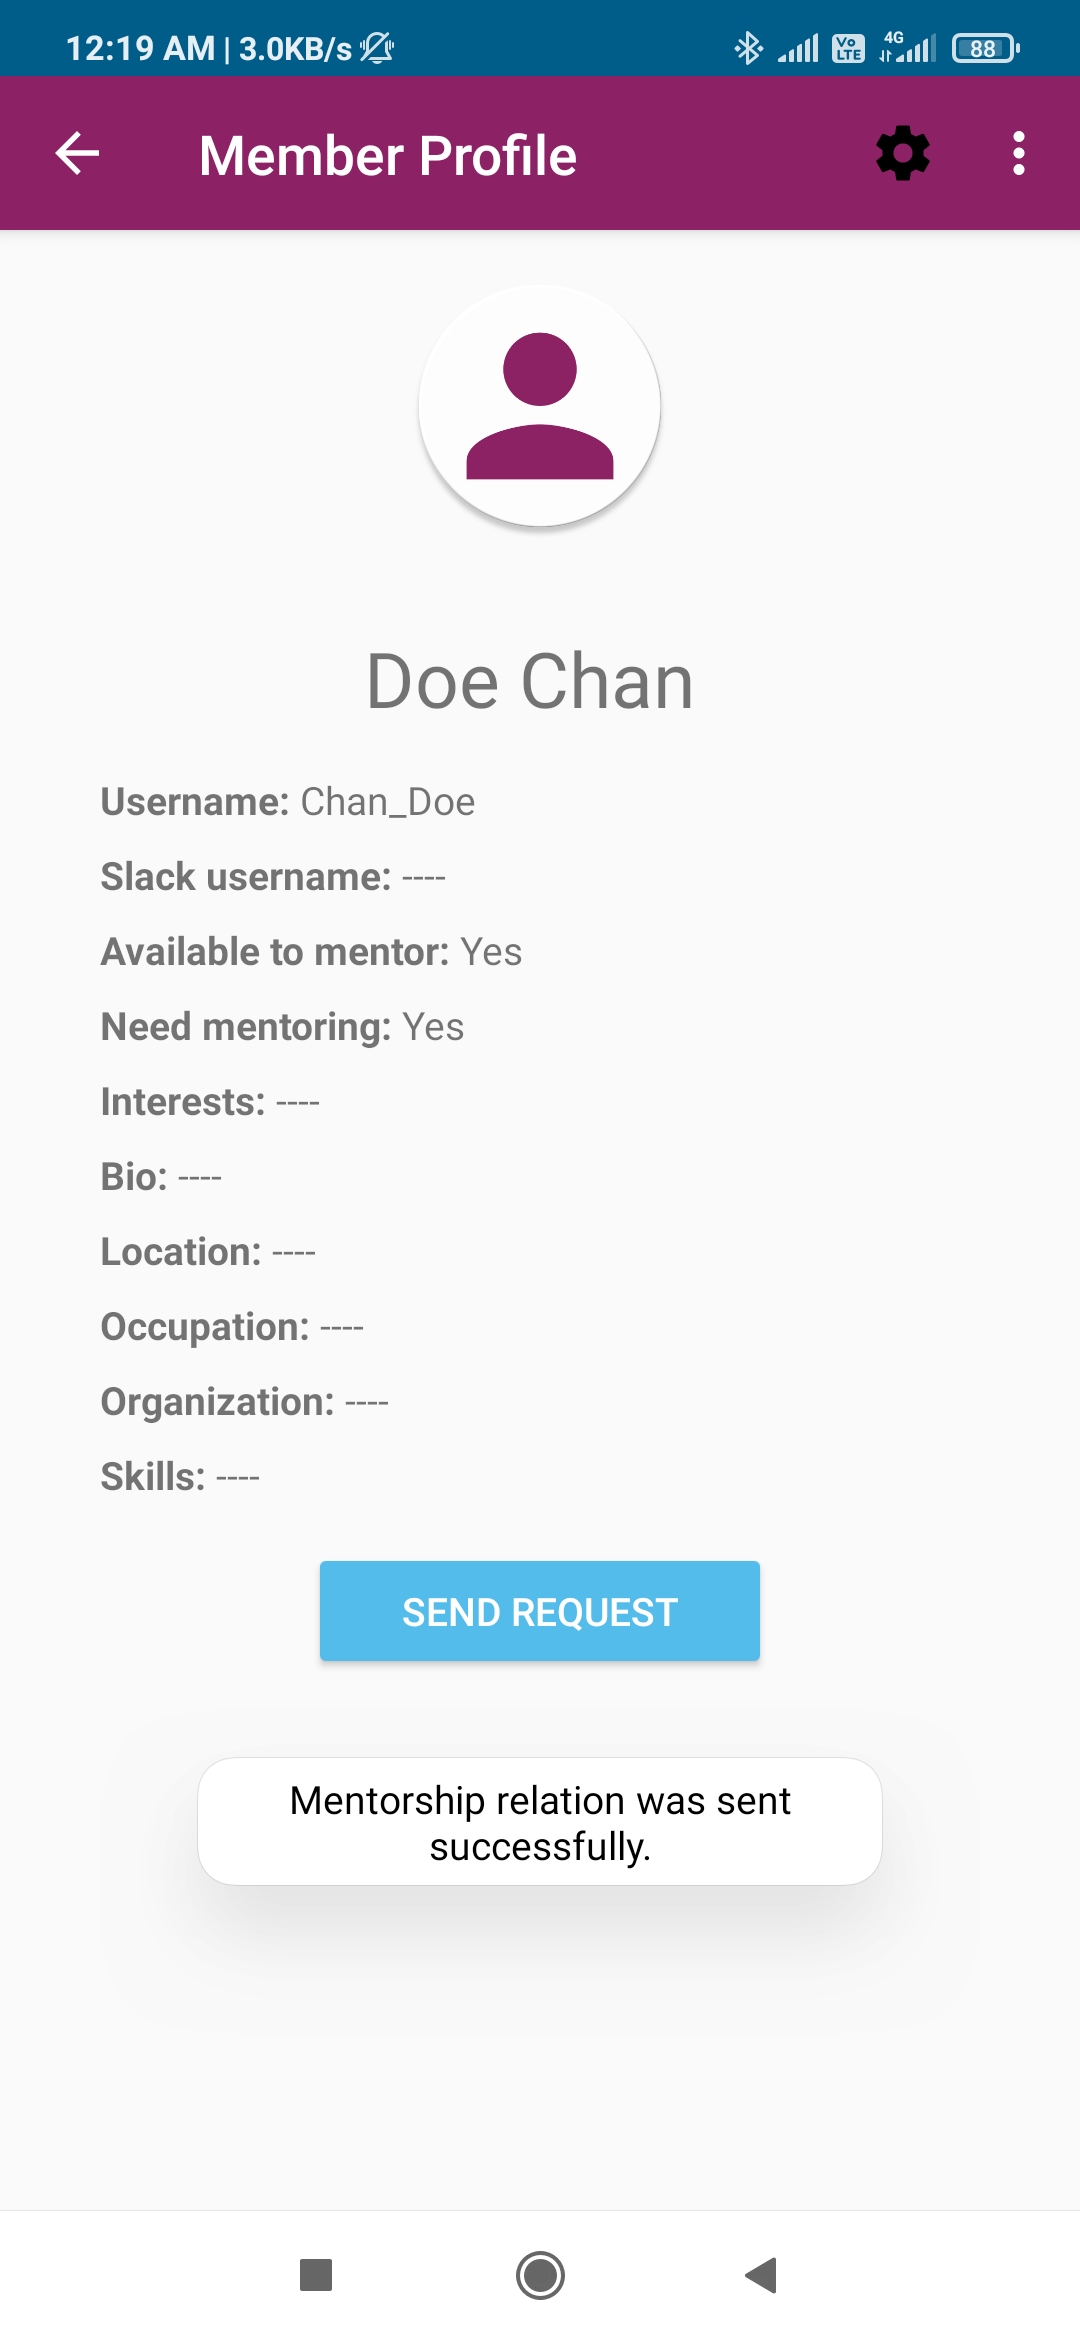 12:19 AM | 3.0KB/s
Vo LTE
4G
88
Member Profile
Doe Chan
Username: Chan_Doe
Slack username: ----
Available to mentor: Yes
Need mentoring: Yes
Interests: ----
Bio: ----
Location: ----
Occupation: ----
Organization: ----
Skills: ----
SEND REQUEST
Mentorship relation was sent
successfully.